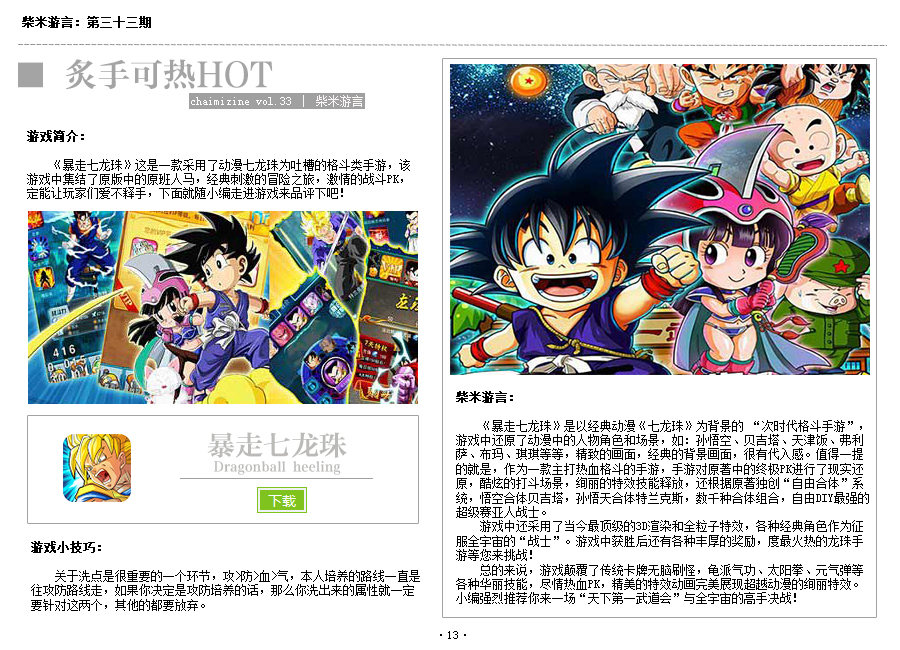 柴米游言：第三十三期
炙手可热HOT
chaimizine vol.33 | 柴米游言
游戏简介：
《暴走七龙珠》这是一款采用了动漫七龙珠为吐槽的格斗类手游，该
游戏中集结了原版中的原班人马，经典刺激的冒险之旅，激情的战斗PK，
定能让玩家们爱不释手，下面就随小编走进游戏来品评下吧！
416
暴走七龙珠
Dragonball heeling
下载
游戏小技巧：
关于洗点是很重要的一个环节，攻>防>血>气，本人培养的路线一直是
往攻防路线走，如果你决定是攻防培养的话，那么你洗出来的属性就一定
要针对这两个，其他的都要放弃。
柴米游言：
《暴走七龙珠》是以经典动漫《七龙珠》为背景的 “次时代格斗手游”，
游戏中还原了动漫中的人物角色和场景，如：孙悟空、贝吉塔、天津饭、弗利
萨、布玛、琪琪等等，精致的画面，经典的背景画面，很有代入感。值得一提
的就是，作为一款主打热血格斗的手游，手游对原著中的终极PK进行了现实还
原，酷炫的打斗场景，绚丽的特效技能释放，还根据原著独创“自由合体”系
统，悟空合体贝吉塔，孙悟天合体特兰克斯，数千种合体组合，自由DIY最强的
超级赛亚人战士。
游戏中还采用了当今最顶级的3D渲染和全粒子特效，各种经典角色作为征
服全宇宙的“战士”。游戏中获胜后还有各种丰厚的奖励，度最火热的龙珠手
游等您来挑战！
总的来说，游戏颠覆了传统卡牌无脑刷怪，龟派气功、太阳拳、元气弹等
各种华丽技能，尽情热血PK，精美的特效动画完美展现超越动漫的绚丽特效。
小编强烈推荐你来一场“天下第一武道会”与全宇宙的高手决战！
·13·